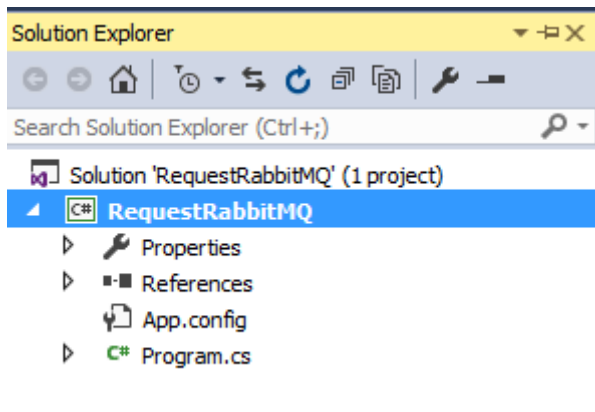 Solution Explorer
Search Solution Explorer (Ctrl+;)
Solution 'RequestRabbitMQ' (1 project)
C# RequestRabbitMQ
Properties
References
App.config
C# Program.cs